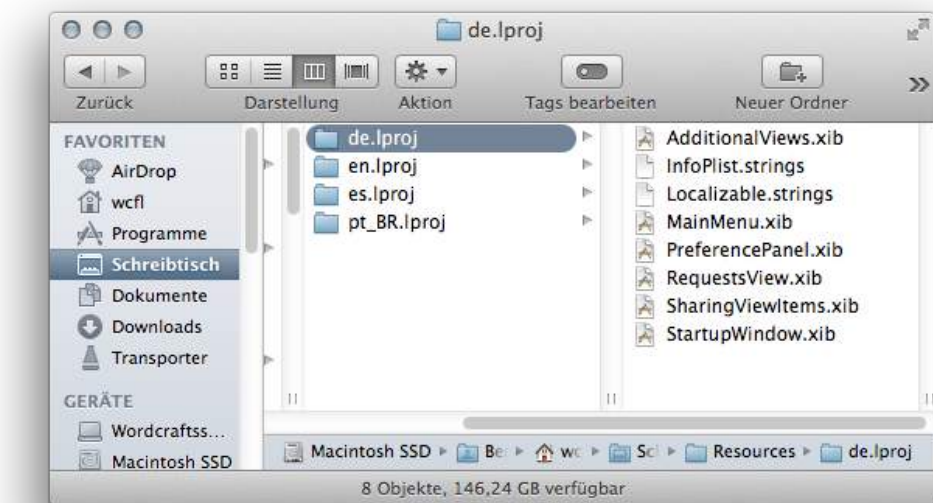 de.lproj
Zurück Darstellung Aktion Tags bearbeiten Neuer Ordner
FAVORITEN
AirDrop
wcfl
Programme
Schreibtisch
Dokumente
Downloads
Transporter
GERÄTE
Wordcraftss...
Macintosh SSD
de.lproj
en.lproj
es.lproj
pt_BR.lproj
AdditionalViews.xib
InfoPlist.strings
Localizable.strings
MainMenu.xib
PreferencePanel.xib
RequestsView.xib
SharingViewItems.xib
StartupWindow.xib
Macintosh SSD Be wc Sc Resources de.lproj
8 Objekte, 146,24 GB verfügbar